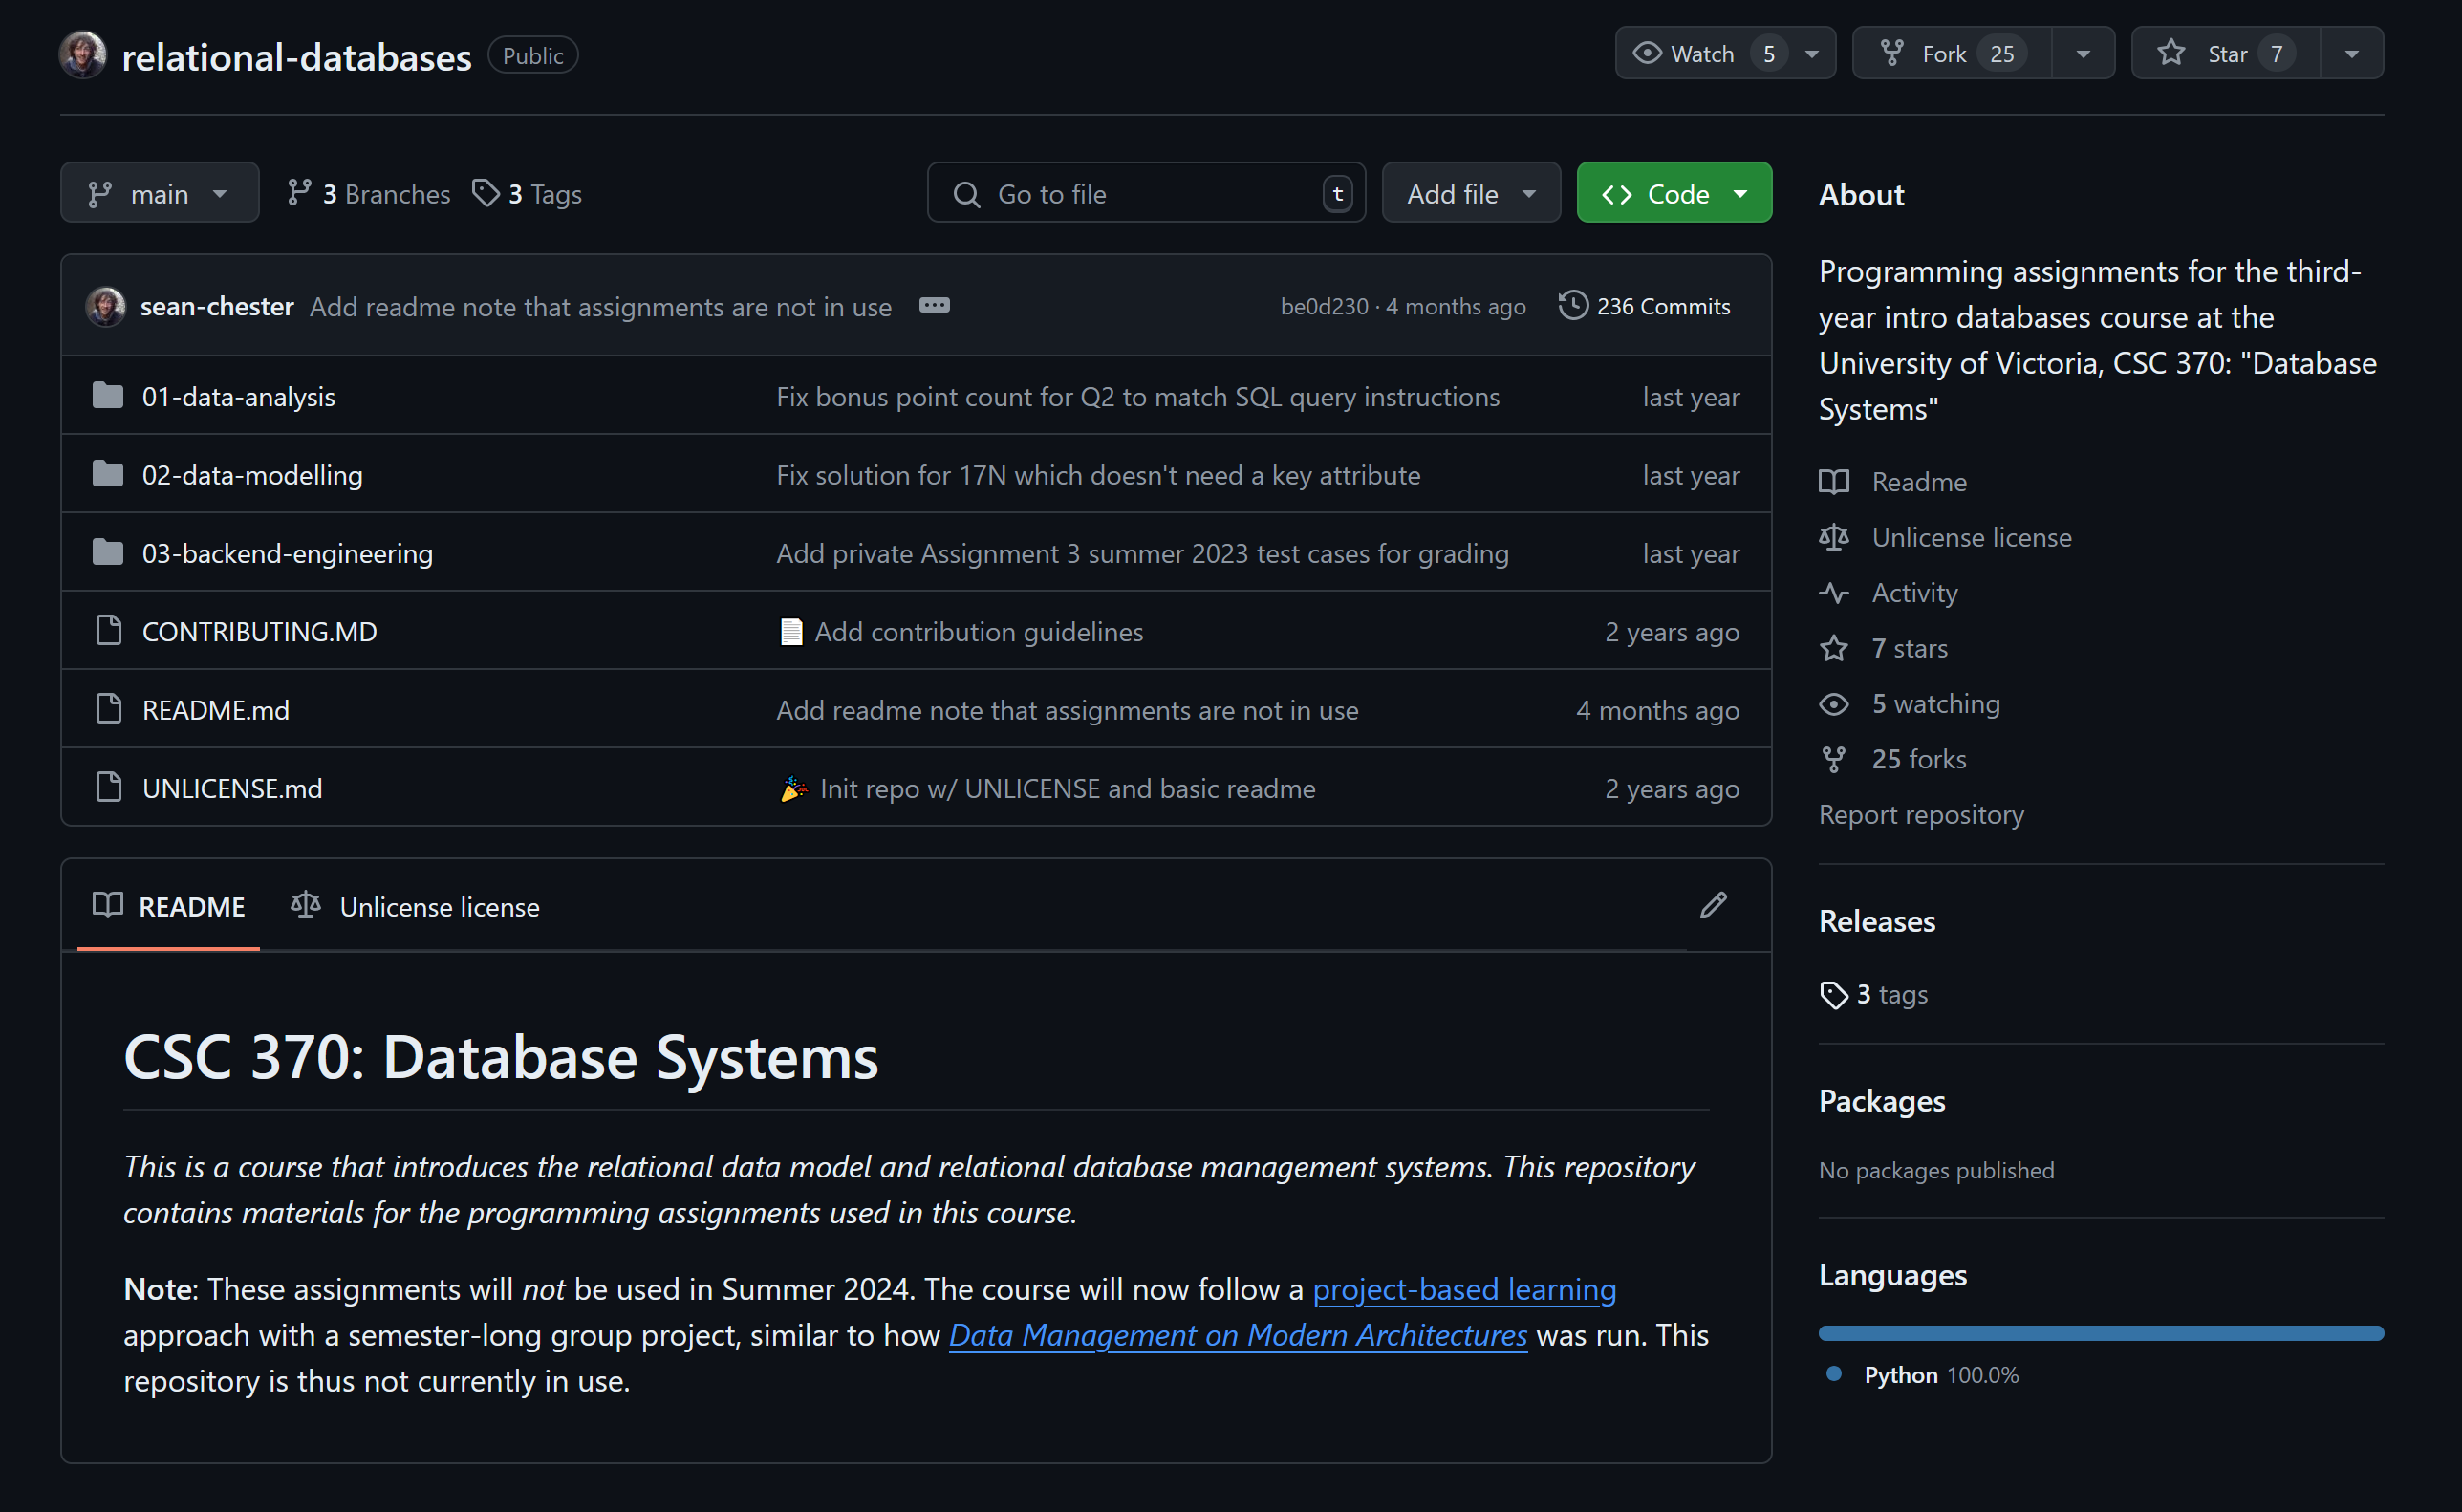 relational-databases Public Watch 5 Fork 25 Star 7
main 3 Branches 3 Tags Go to file t Add file Code
sean-chester Add readme note that assignments are not in use be0d230 · 4 months ago 236 Commits
01-data-analysis Fix bonus point count for Q2 to match SQL query instructions last year
02-data-modelling Fix solution for 17N which doesn't need a key attribute last year
03-backend-engineering Add private Assignment 3 summer 2023 test cases for grading last year
CONTRIBUTING.MD Add contribution guidelines 2 years ago
README.md Add readme note that assignments are not in use 4 months ago
UNLICENSE.md Init repo w/ UNLICENSE and basic readme 2 years ago
README Unlicense license
CSC 370: Database Systems
This is a course that introduces the relational data model and relational database management systems. This repository
contains materials for the programming assignments used in this course.
Note: These assignments will not be used in Summer 2024. The course will now follow a project-based learning
approach with a semester-long group project, similar to how Data Management on Modern Architectures was run. This
repository is thus not currently in use.
About
Programming assignments for the third-
year intro databases course at the
University of Victoria, CSC 370: "Database
Systems"
Readme
Unlicense license
Activity
7 stars
5 watching
25 forks
Report repository
Releases
3 tags
Packages
No packages published
Languages
Python 100.0%